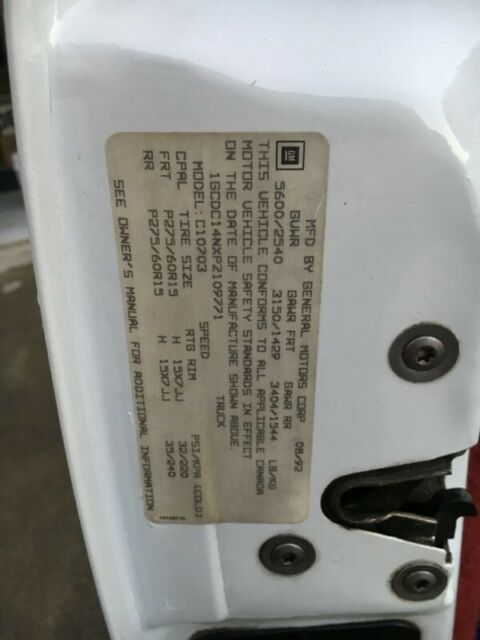 GM MFD BY GENERAL MOTORS CORP 08/92
GVWR GAWR FRT GAWR RR
5600/2540 3150/1429 3404/1544 LB/KG
THIS VEHICLE CONFORMS TO ALL APPLICABLE CANADA
MOTOR VEHICLE SAFETY STANDARDS IN EFFECT
ON THE DATE OF MANUFACTURE SHOWN ABOVE.
1GCDC14NXP2109771 TRUCK
MODEL: C10703
CPAL TIRE SIZE SPEED RTG RIM PSI/KPA (COLD)
FRT P275/60R15 H 15X7JJ 32/220
RR P275/60R15 H 15X7JJ 35/240
SEE OWNER'S MANUAL FOR ADDITIONAL INFORMATION